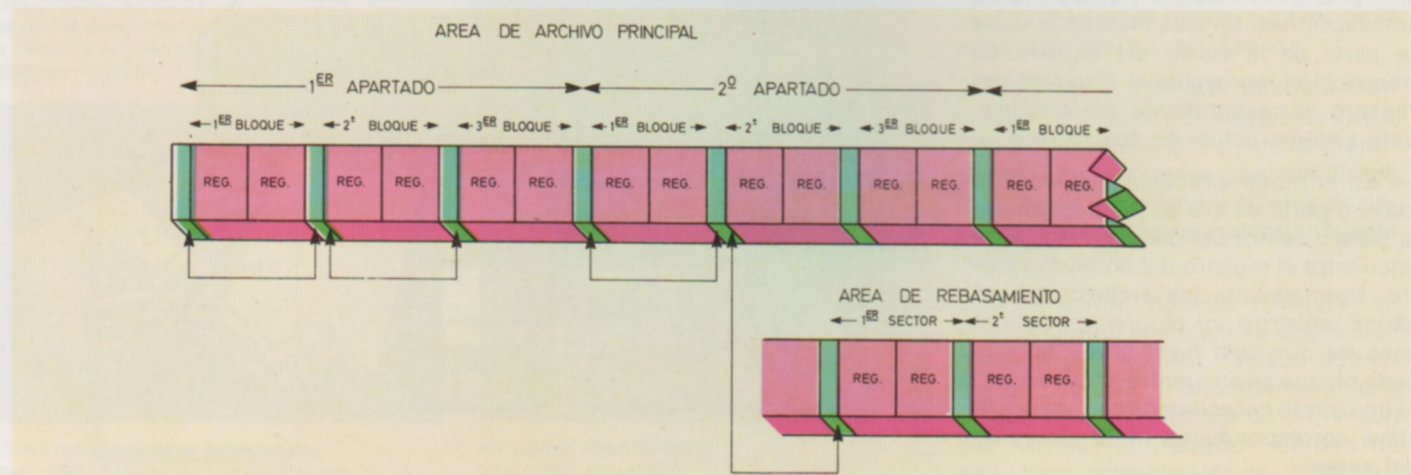 AREA DE ARCHIVO PRINCIPAL
1ER APARTADO 2º APARTADO
1ER BLOQUE 2º BLOQUE 3ER BLOQUE 1ER BLOQUE 2º BLOQUE 3ER BLOQUE 1ER BLOQUE
REG. REG. REG. REG. REG. REG. REG. REG. REG. REG. REG. REG. REG. REG.
AREA DE REBASAMIENTO
1ER SECTOR 2º SECTOR
REG. REG. REG. REG.